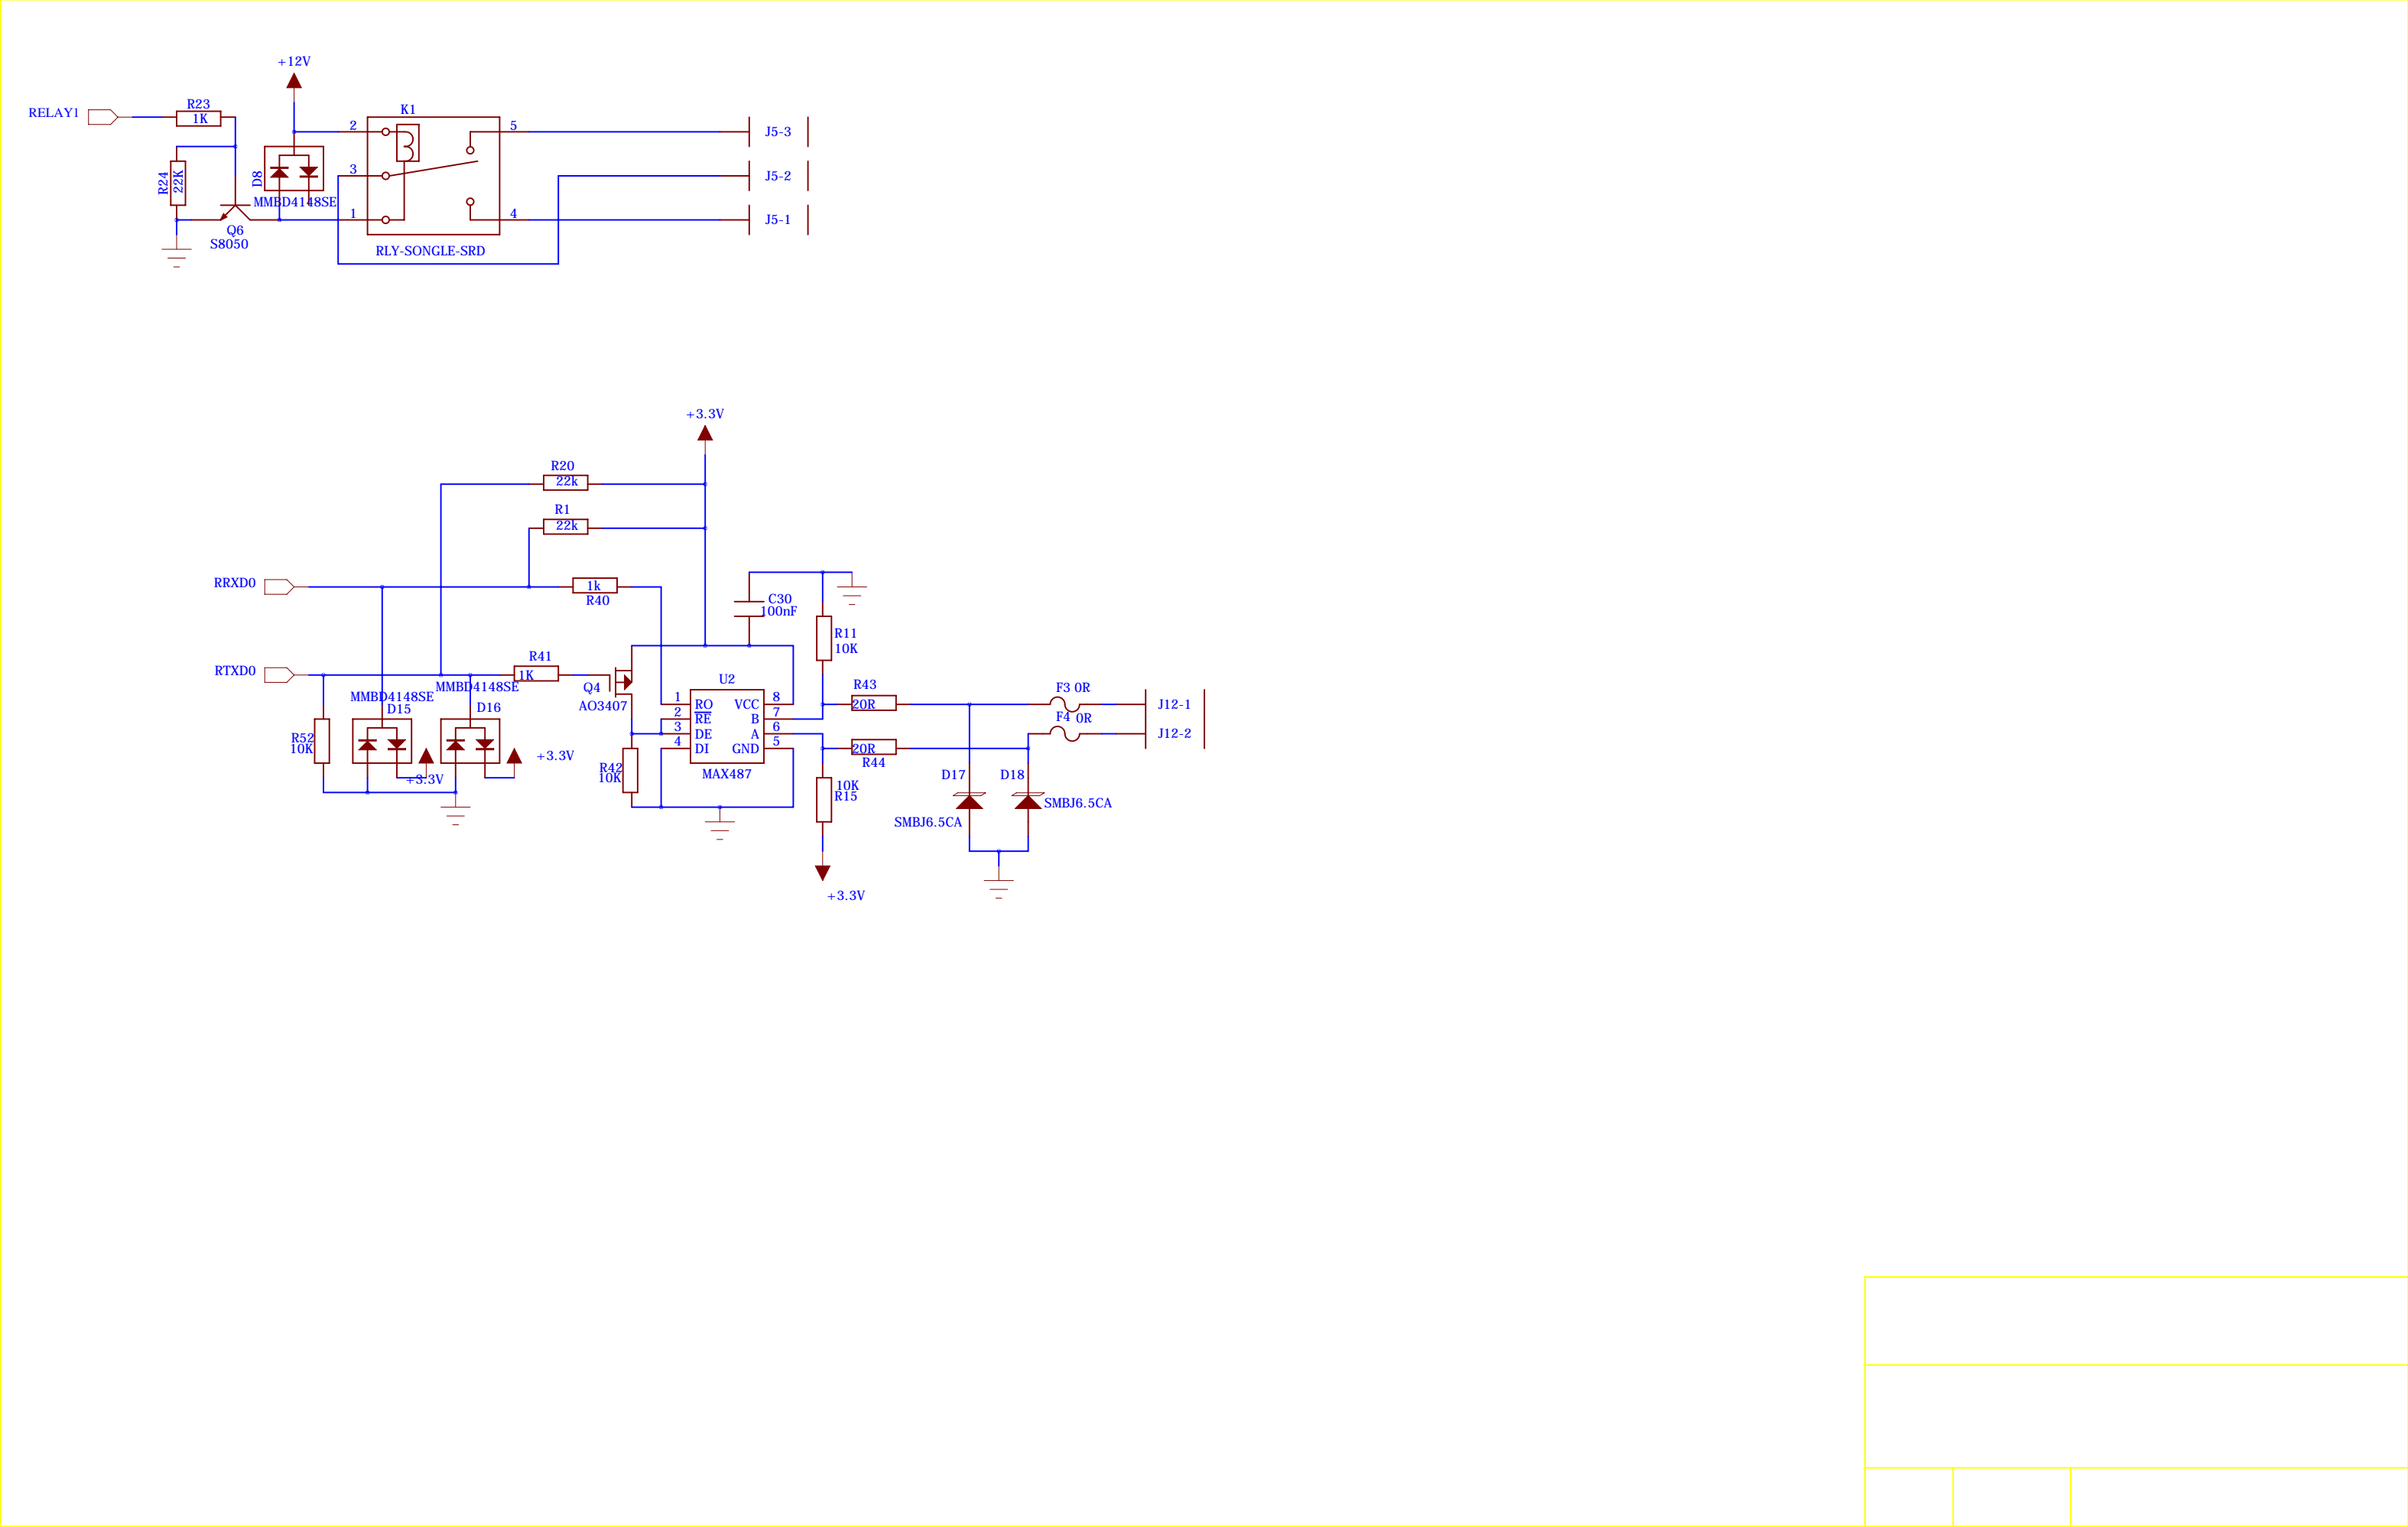 +12V
RELAY1
R23
1K
K1
2
5
J5-3
3
J5-2
R24
22K
D8
MMBD4148SE
1
4
J5-1
Q6
S8050
RLY-SONGLE-SRD
+3.3V
R20
22k
R1
22k
RRXD0
1k
R40
C30
100nF
R11
10K
RTXD0
R41
1K
MMBD4148SE
MMBD4148SE
D15
D16
Q4
AO3407
U2
1 RO VCC 8
2 RE B 7
3 DE A 6
4 DI GND 5
MAX487
R43
20R
F3 0R
J12-1
F4 0R
J12-2
20R
R44
R52
10K
+3.3V
+3.3V
R42
10K
10K
R15
D17
D18
SMBJ6.5CA
SMBJ6.5CA
+3.3V